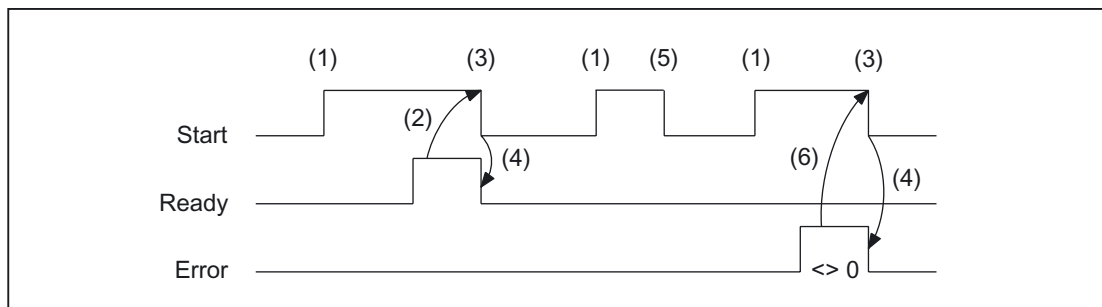 (1) (3) (1) (5) (1) (3)
Start
(2)
(4)
(6)
(4)
Ready
Error
<> 0